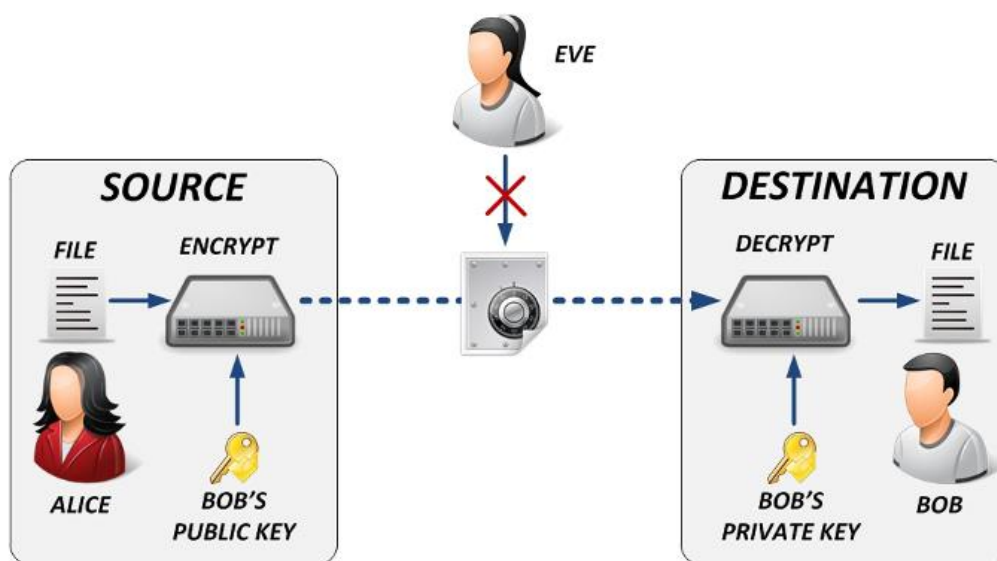 EVE
SOURCE
FILE
ENCRYPT
ALICE
BOB'S
PUBLIC KEY
DESTINATION
DECRYPT
FILE
BOB'S
PRIVATE KEY
BOB